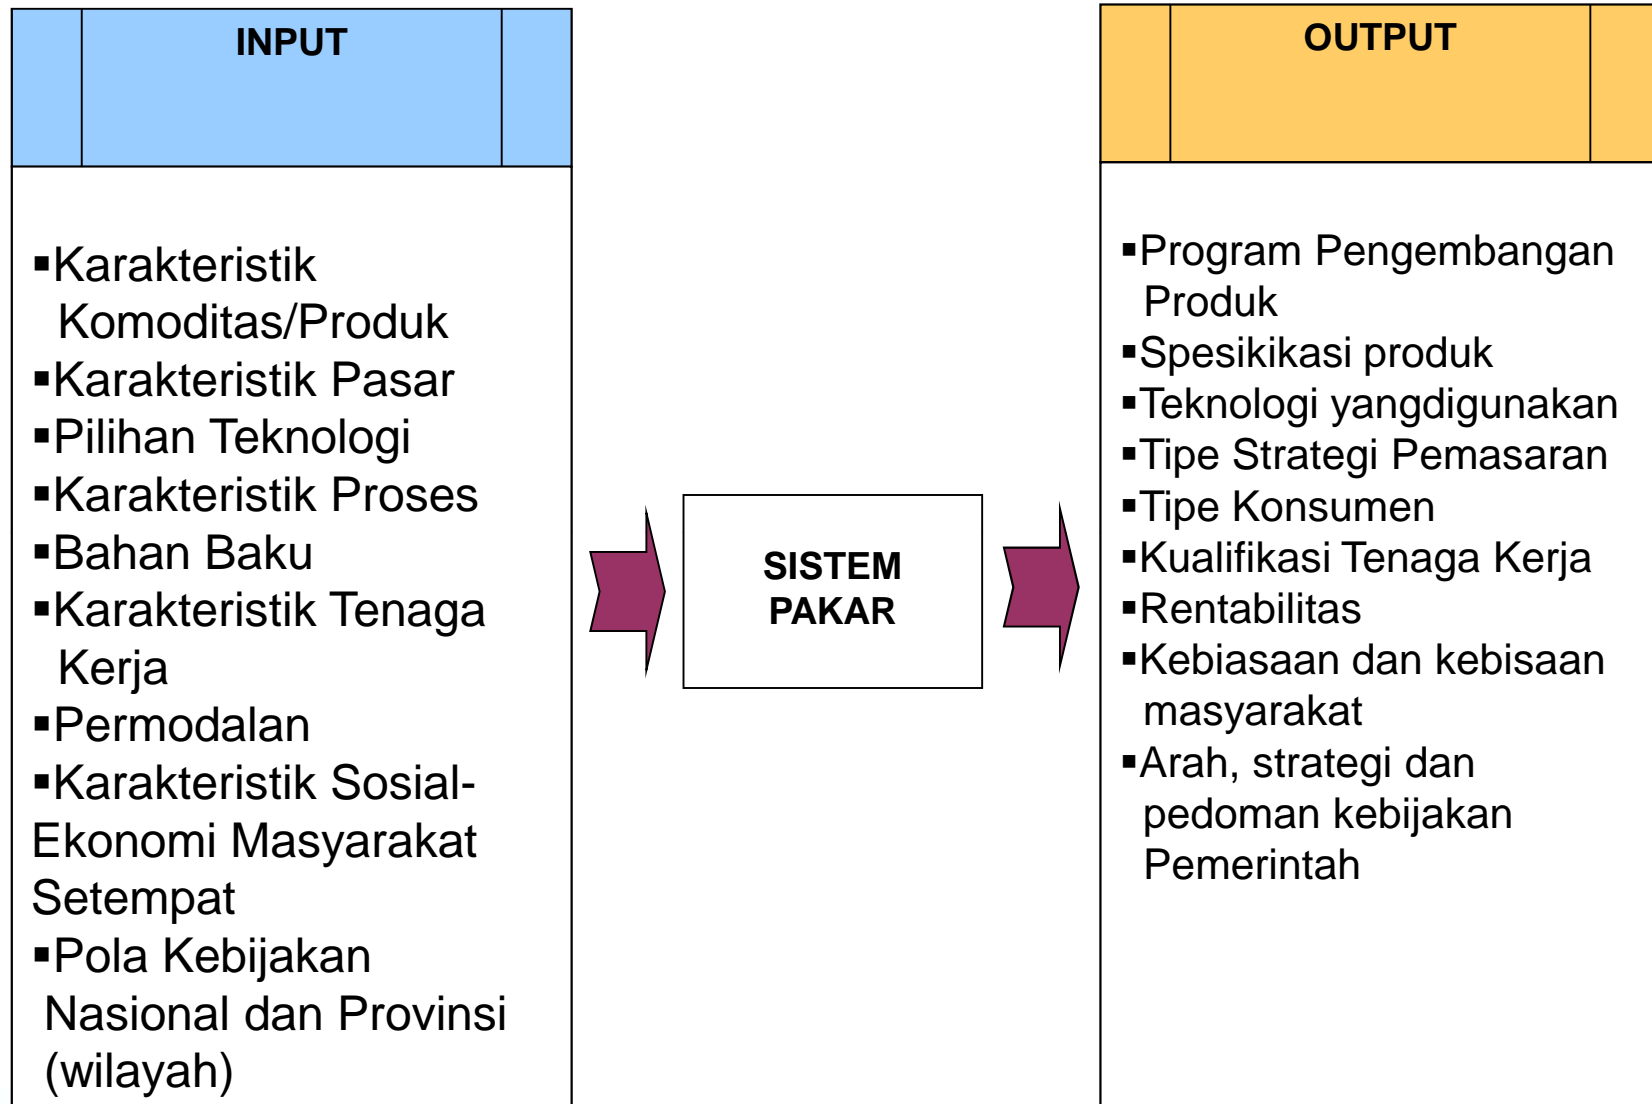 INPUT
▪Karakteristik
Komoditas/Produk
▪Karakteristik Pasar
▪Pilihan Teknologi
▪Karakteristik Proses
▪Bahan Baku
▪Karakteristik Tenaga
Kerja
▪Permodalan
▪Karakteristik Sosial-
Ekonomi Masyarakat
Setempat
▪Pola Kebijakan
Nasional dan Provinsi
(wilayah)
SISTEM
PAKAR
OUTPUT
▪Program Pengembangan
Produk
▪Spesikikasi produk
▪Teknologi yangdigunakan
▪Tipe Strategi Pemasaran
▪Tipe Konsumen
▪Kualifikasi Tenaga Kerja
▪Rentabilitas
▪Kebiasaan dan kebisaan
masyarakat
▪Arah, strategi dan
pedoman kebijakan
Pemerintah